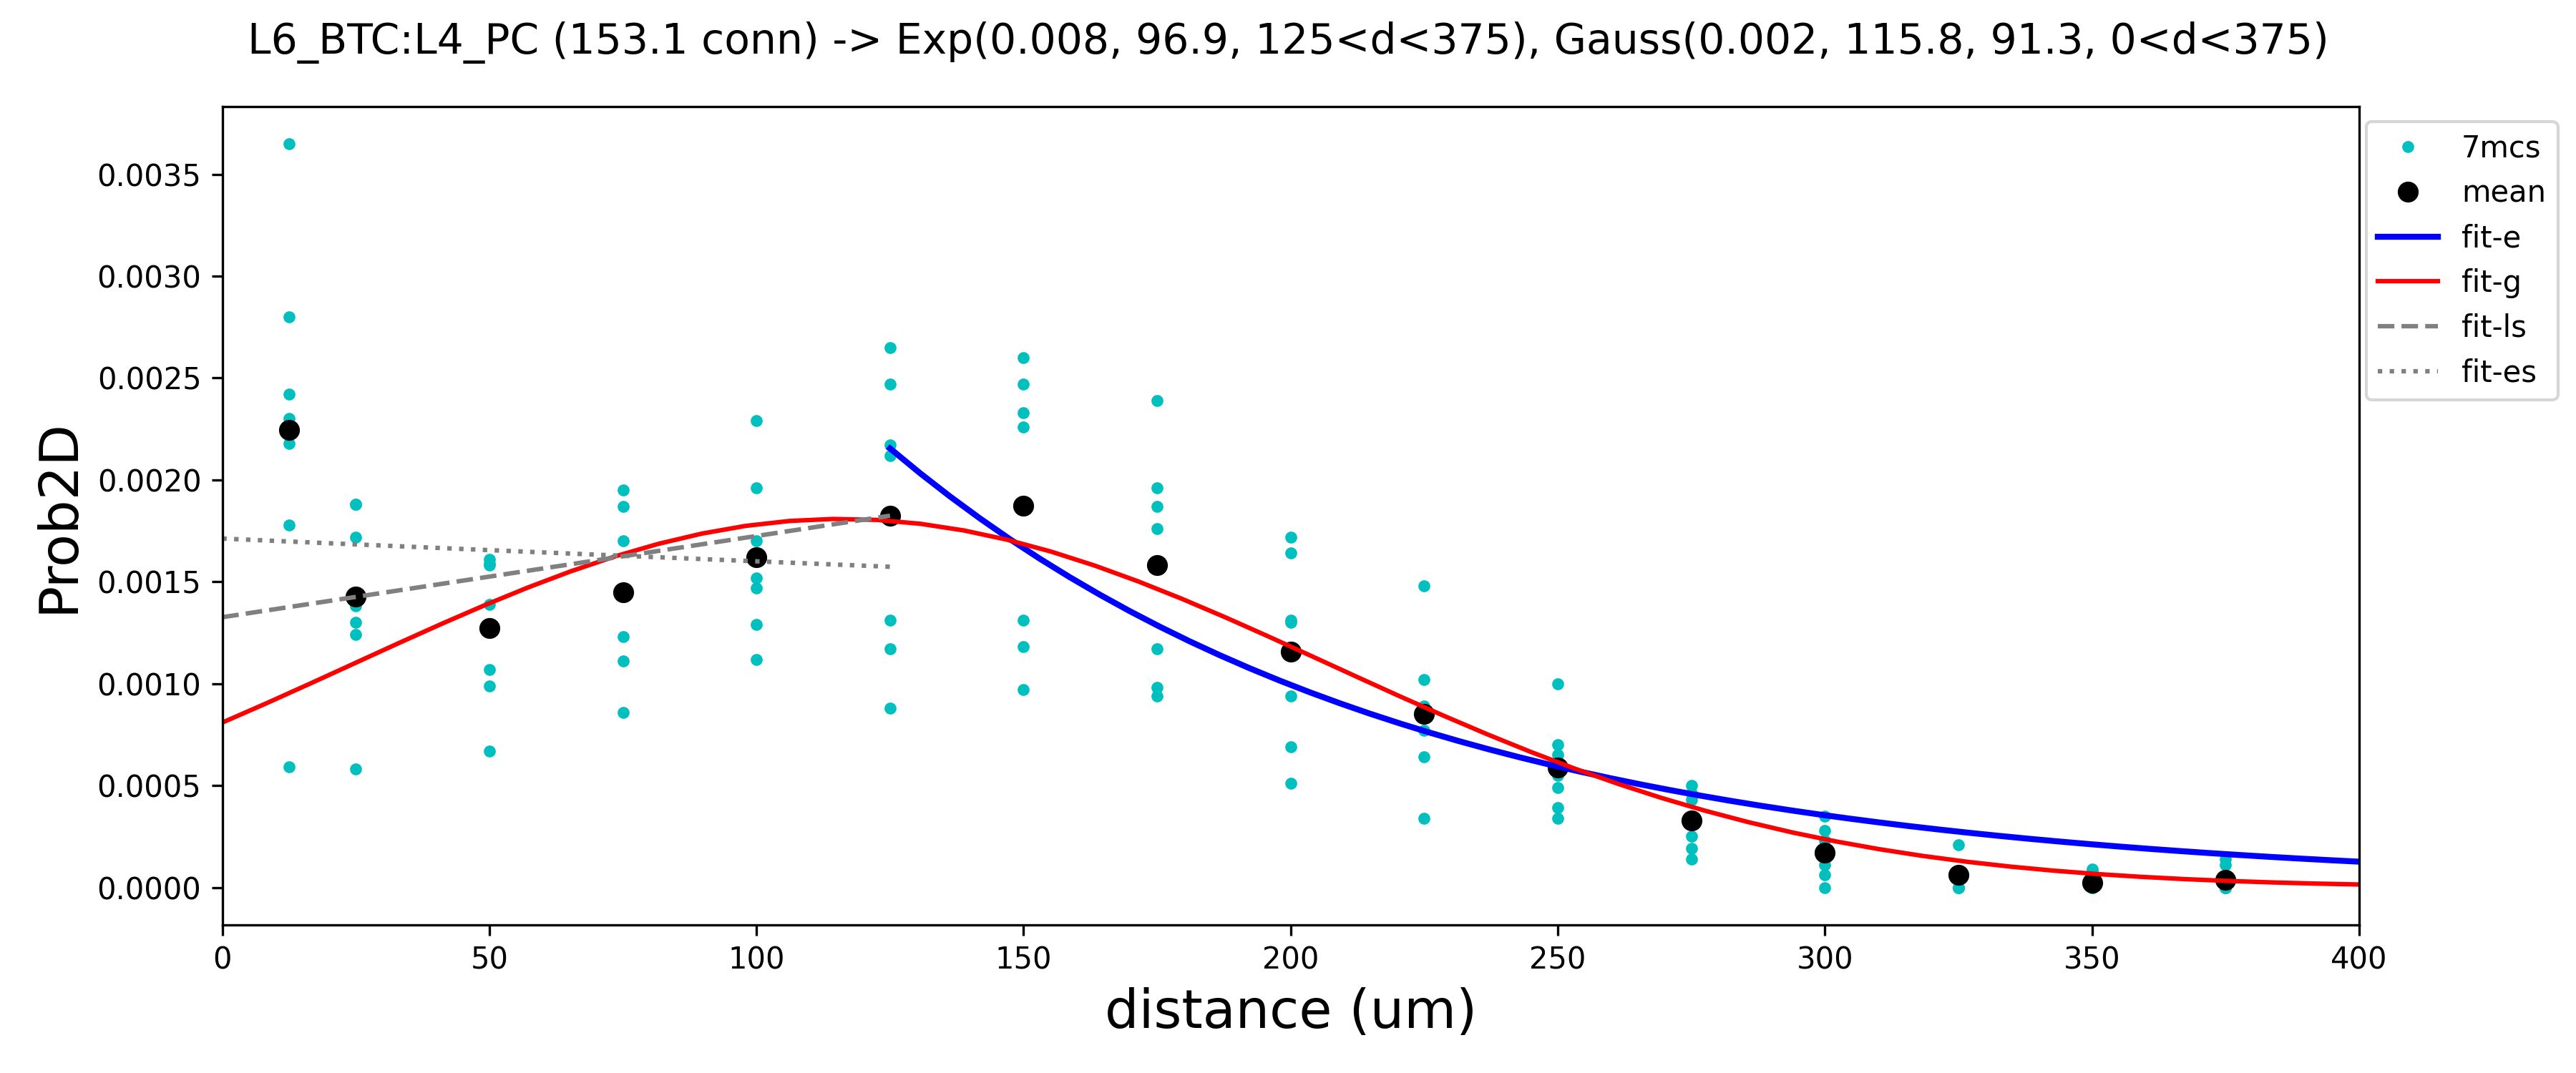 L6_BTC:L4_PC (153.1 conn) -> Exp(0.008, 96.9, 125<d<375), Gauss(0.002, 115.8, 91.3, 0<d<375)
7mcs
mean
fit-e
fit-g
fit-ls
fit-es
Prob2D
0.0035
0.0030
0.0025
0.0020
0.0015
0.0010
0.0005
0.0000
0 50 100 150 200 250 300 350 400
distance (um)